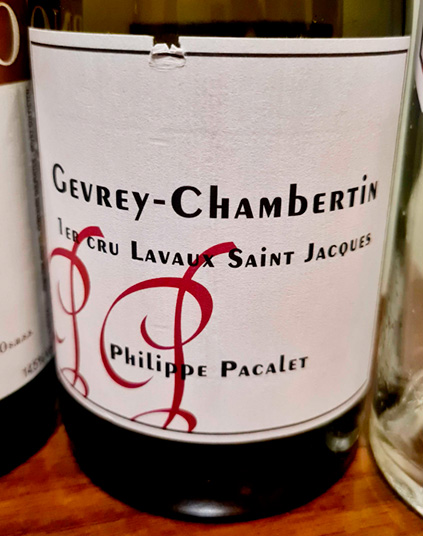 Gevrey-Chambertin
1er cru Lavaux Saint Jacques
Philippe Pacalet